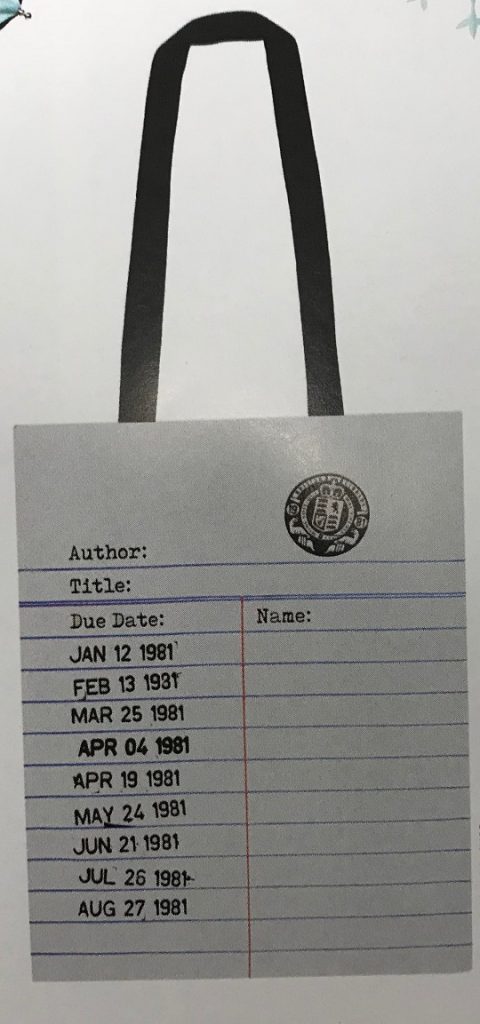 Author:
Title:
Due Date: Name:
JAN 12 1981
FEB 13 1981
MAR 25 1981
APR 04 1981
APR 19 1981
MAY 24 1981
JUN 21 1981
JUL 26 1981
AUG 27 1981